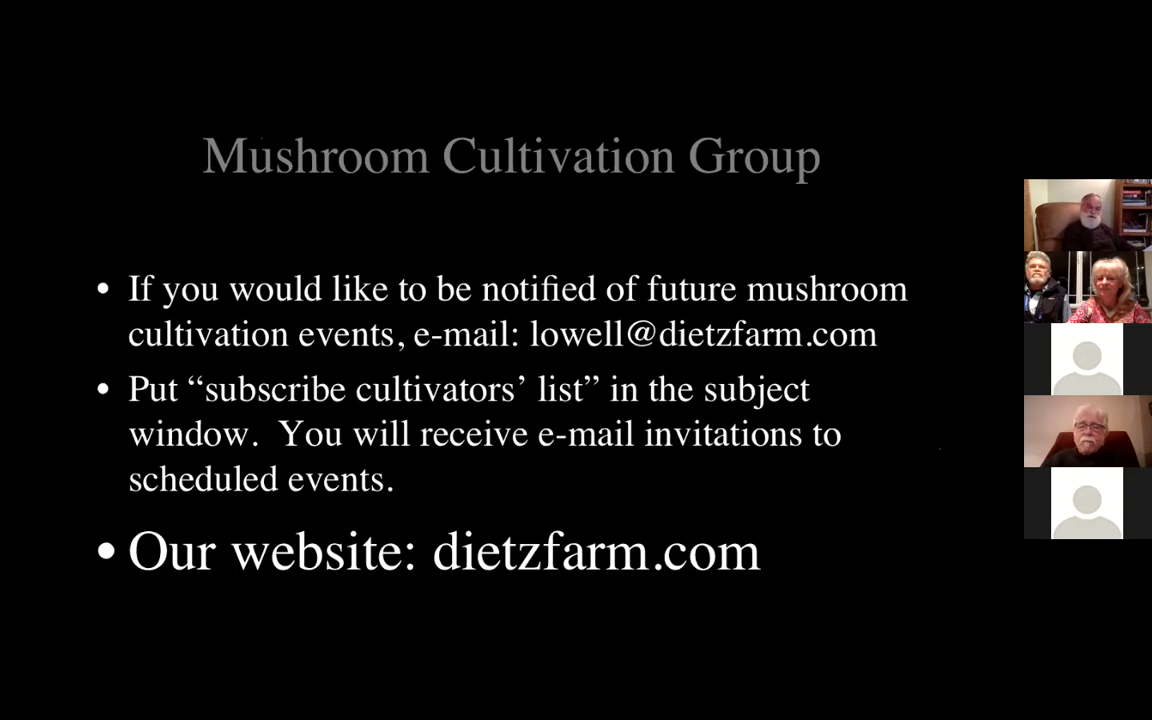 Mushroom Cultivation Group
• If you would like to be notified of future mushroom
cultivation events, e-mail: lowell@dietzfarm.com
• Put “subscribe cultivators’ list” in the subject
window.  You will receive e-mail invitations to
scheduled events.
• Our website: dietzfarm.com